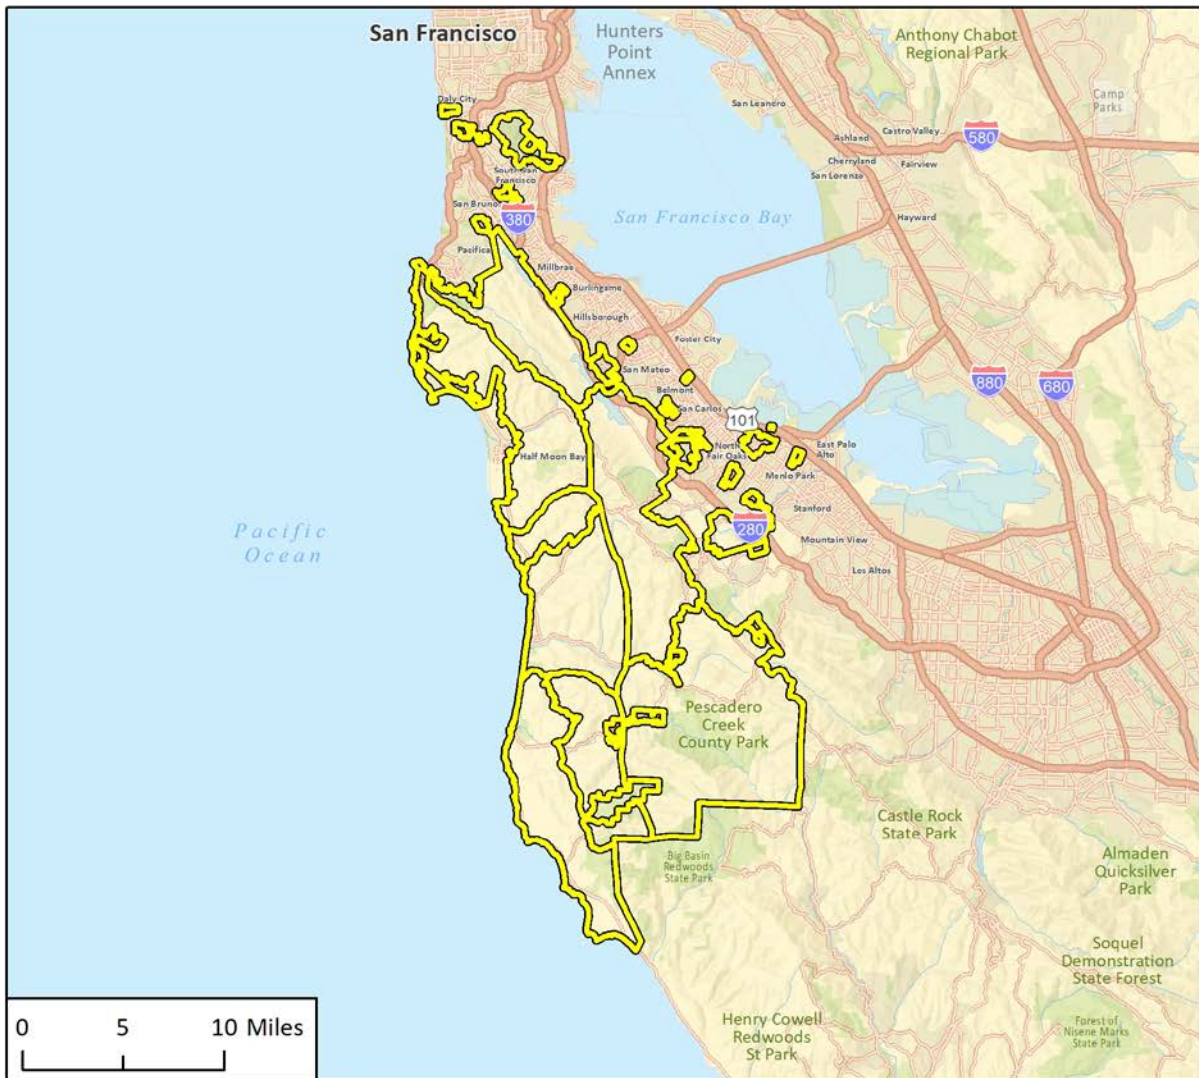 San Francisco
Hunters
Point
Annex
Anthony Chabot
Regional Park
Camp
Parks
Daly City
San Leandro
580
Ashland
Castro Valley
Cherryland
Fairview
San Lorenzo
South San
Francisco
San Bruno
380
San Francisco Bay
Hayward
Pacifica
Millbrae
Burlingame
Hillsborough
Foster City
San Mateo
Belmont
880
680
San Carlos
101
North
Fair Oaks
East Palo
Alto
Half Moon Bay
Menlo Park
Stanford
280
Pacific
Ocean
Mountain View
Los Altos
Pescadero
Creek
County Park
Castle Rock
State Park
Big Basin
Redwoods
State Park
Almaden
Quicksilver
Park
Soquel
Demonstration
State Forest
0 5 10 Miles
Henry Cowell
Redwoods
St Park
Forest of
Nisene Marks
State Park